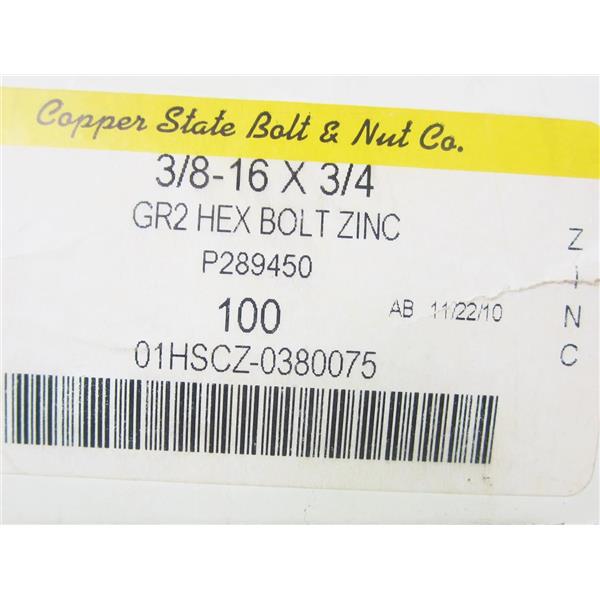 Copper State Bolt & Nut Co.
3/8-16 X 3/4
GR2 HEX BOLT ZINC
P289450
100 AB 11/22/10
01HSCZ-0380075
ZINC